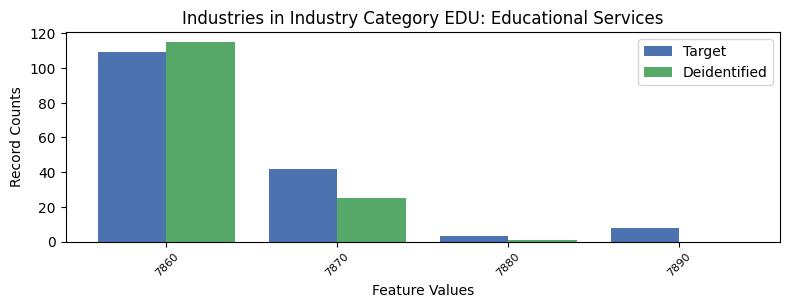 Industries in Industry Category EDU: Educational Services
Target
Deidentified
Record Counts
120
100
80
60
40
20
0
7860 7870 7880 7890
Feature Values